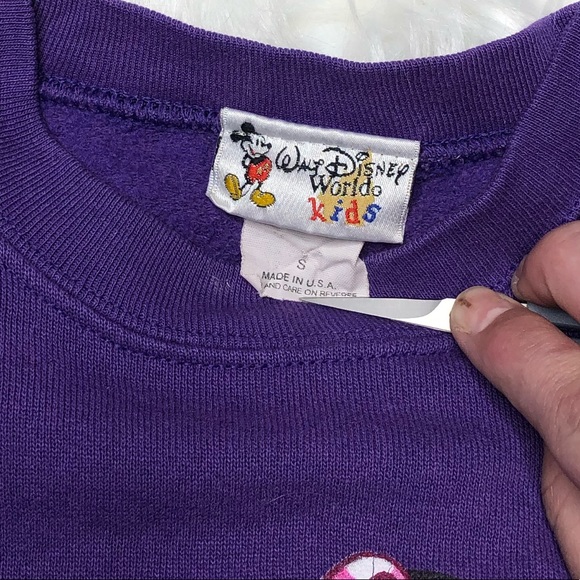 Walt Disney
World®
kids
S
MADE IN U.S.A.
AND CARE ON REVERSE